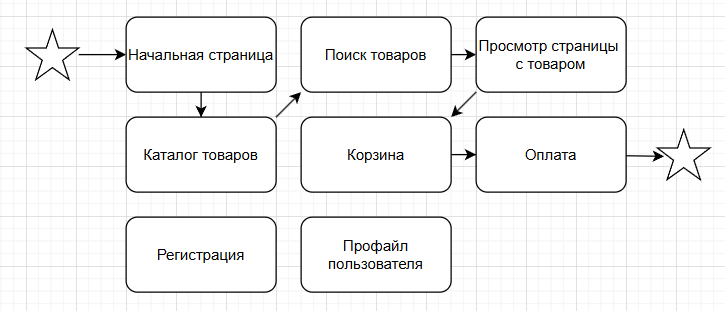 Начальная страница
Поиск товаров
Просмотр страницы
с товаром
Каталог товаров
Корзина
Оплата
Регистрация
Профайл
пользователя